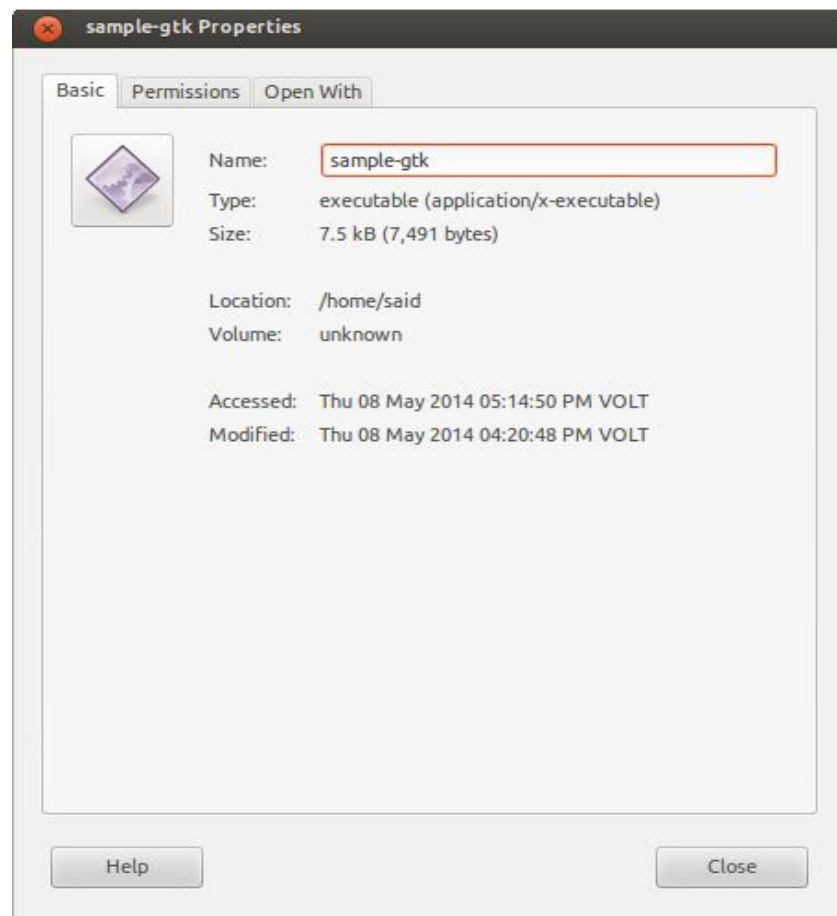 sample-gtk Properties
Basic Permissions Open With
Name: sample-gtk
Type: executable (application/x-executable)
Size: 7.5 kB (7,491 bytes)
Location: /home/said
Volume: unknown
Accessed: Thu 08 May 2014 05:14:50 PM VOLT
Modified: Thu 08 May 2014 04:20:48 PM VOLT
Help Close